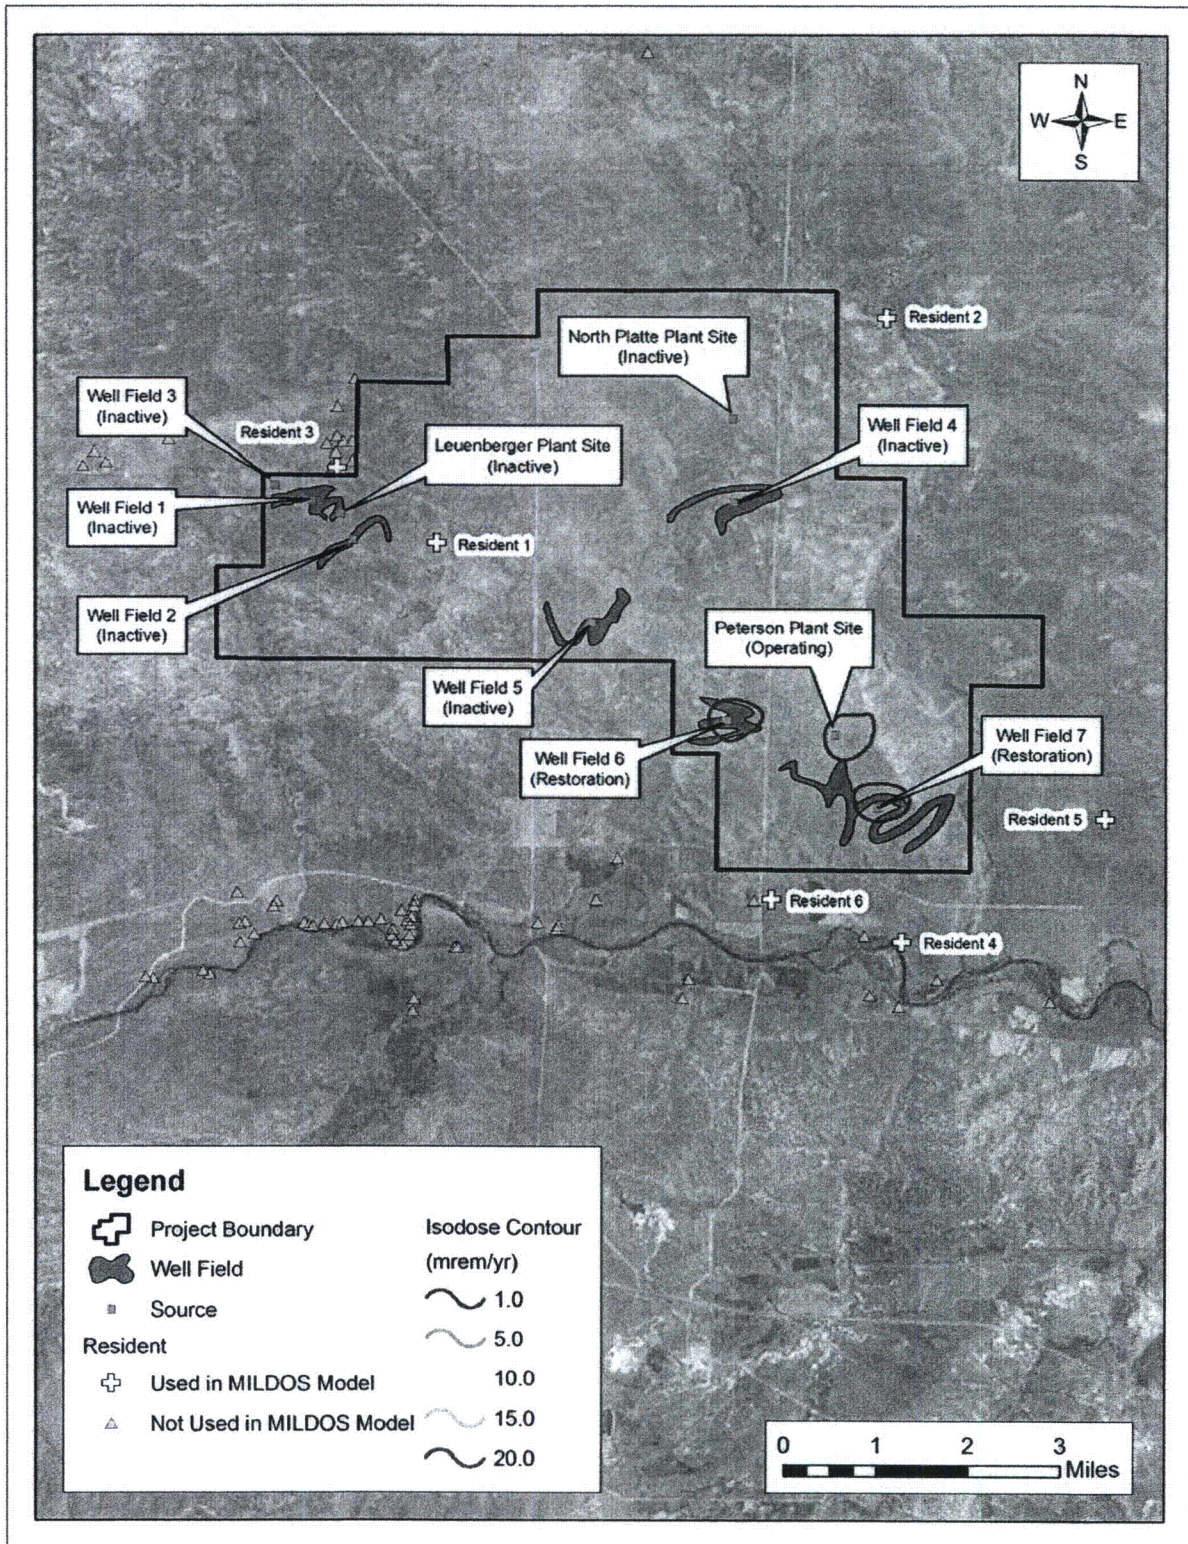 N
W E
S
Resident 2
North Platte Plant Site
(Inactive)
Well Field 3
(Inactive)
Resident 3
Leuenberger Plant Site
(Inactive)
Well Field 4
(Inactive)
Well Field 1
(Inactive)
Resident 1
Well Field 2
(Inactive)
Peterson Plant Site
(Operating)
Well Field 5
(Inactive)
Well Field 6
(Restoration)
Well Field 7
(Restoration)
Resident 5
Resident 6
Resident 4
Legend
Project Boundary
Well Field
Source
Resident
Used in MILDOS Model
Not Used in MILDOS Model
Isodose Contour
(mrem/yr)
1.0
5.0
10.0
15.0
20.0
0 1 2 3
Miles